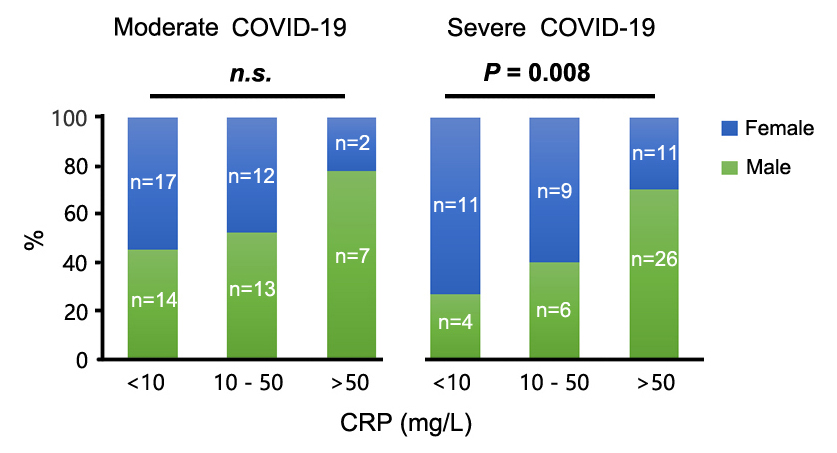 Moderate COVID-19
Severe COVID-19
n.s.
P = 0.008
100
80
60
40
20
0
%
n=17
n=14
n=12
n=13
n=2
n=7
n=11
n=4
n=9
n=6
n=11
n=26
Female
Male
<10
10 - 50
>50
<10
10 - 50
>50
CRP (mg/L)